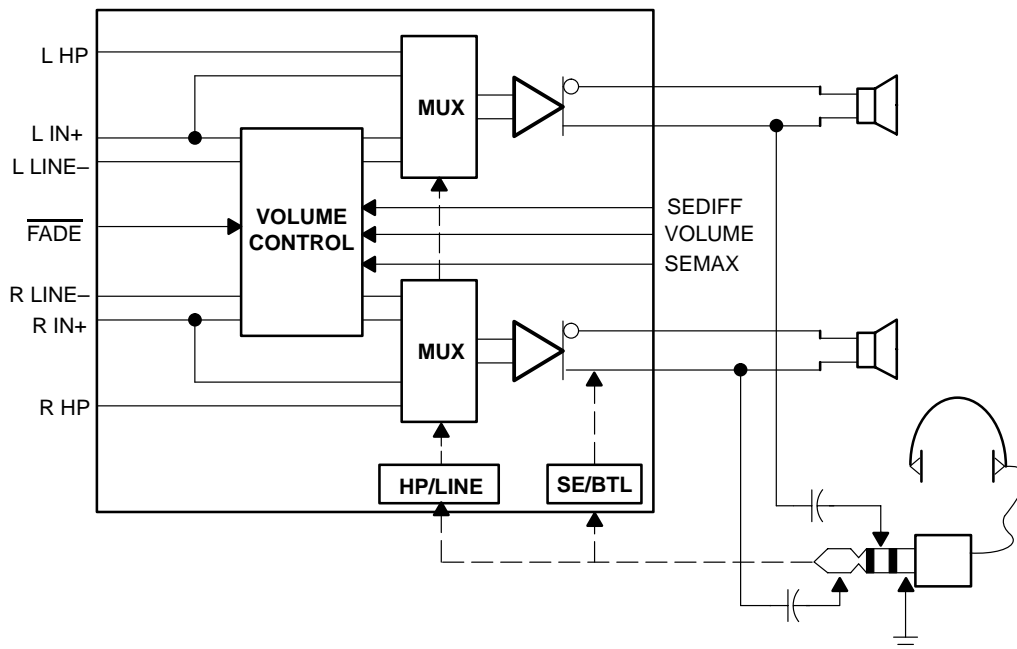 L HP
MUX
L IN+
L LINE–
VOLUME
CONTROL
SEDIFF
FADE
VOLUME
SEMAX
R LINE–
R IN+
MUX
R HP
HP/LINE
SE/BTL